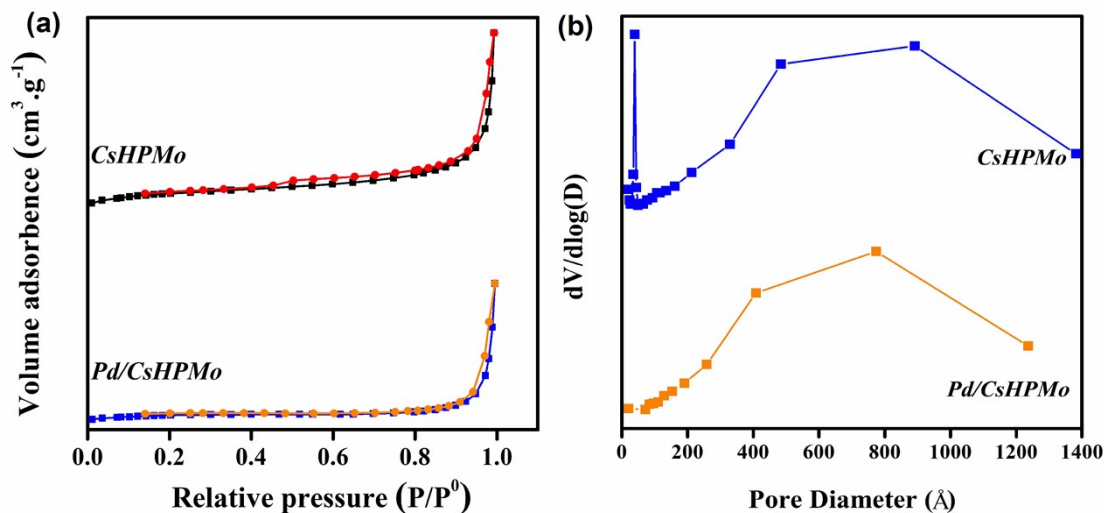 (a)
Volume adsorbence (cm³.g⁻¹)
CsHPMo
Pd/CsHPMo
0.0 0.2 0.4 0.6 0.8 1.0
Relative pressure (P/P⁰)
(b)
dV/dlog(D)
CsHPMo
Pd/CsHPMo
0 200 400 600 800 1000 1200 1400
Pore Diameter (Å)